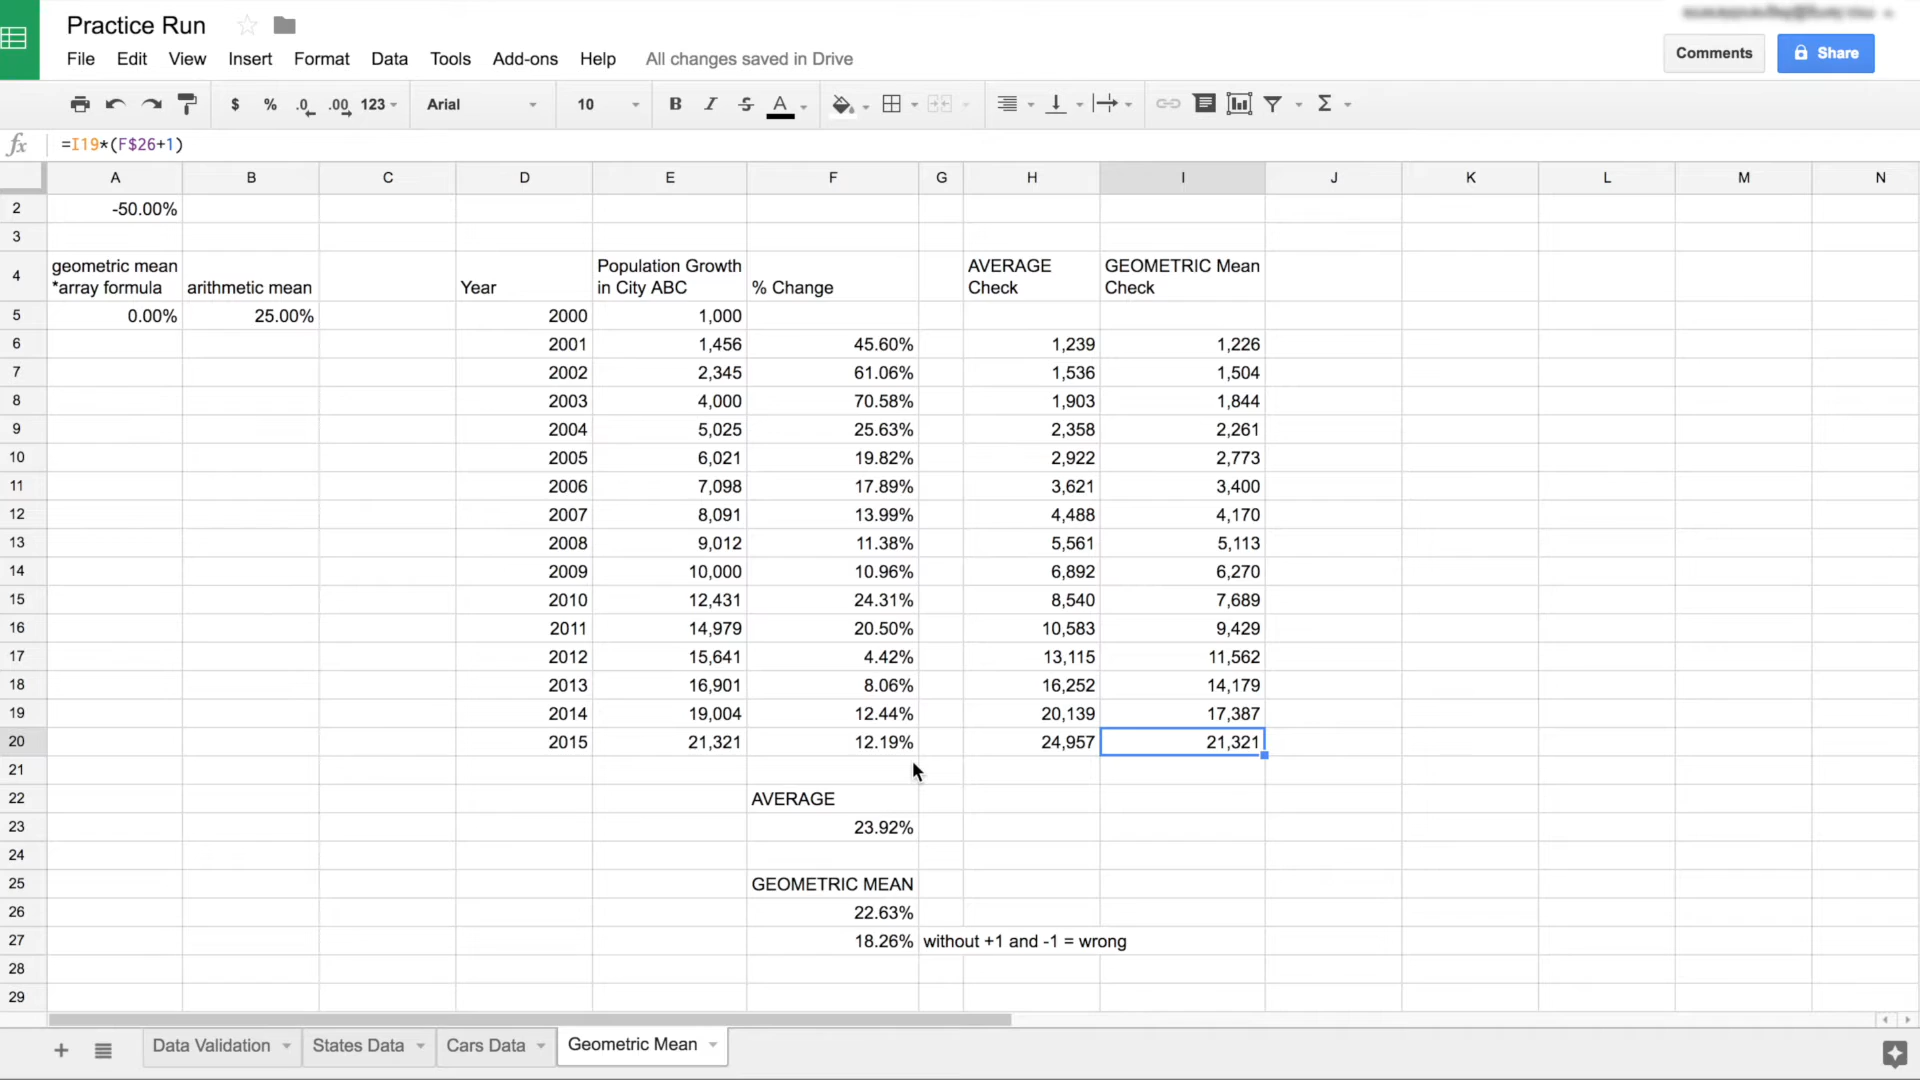 Practice Run
File Edit View Insert Format Data Tools Add-ons Help All changes saved in Drive
Comments Share
$ % .0 .00 123 Arial 10 B I S A Σ
fx =I19*(F$26+1)
A B C D E F G H I J K L M N
2 -50.00%
3
4 geometric mean *array formula arithmetic mean Year Population Growth in City ABC % Change AVERAGE Check GEOMETRIC Mean Check
5 0.00% 25.00% 2000 1,000
6 2001 1,456 45.60% 1,239 1,226
7 2002 2,345 61.06% 1,536 1,504
8 2003 4,000 70.58% 1,903 1,844
9 2004 5,025 25.63% 2,358 2,261
10 2005 6,021 19.82% 2,922 2,773
11 2006 7,098 17.89% 3,621 3,400
12 2007 8,091 13.99% 4,488 4,170
13 2008 9,012 11.38% 5,561 5,113
14 2009 10,000 10.96% 6,892 6,270
15 2010 12,431 24.31% 8,540 7,689
16 2011 14,979 20.50% 10,583 9,429
17 2012 15,641 4.42% 13,115 11,562
18 2013 16,901 8.06% 16,252 14,179
19 2014 19,004 12.44% 20,139 17,387
20 2015 21,321 12.19% 24,957 21,321
21
22 AVERAGE
23 23.92%
24
25 GEOMETRIC MEAN
26 22.63%
27 18.26% without +1 and -1 = wrong
28
29
+ Data Validation States Data Cars Data Geometric Mean